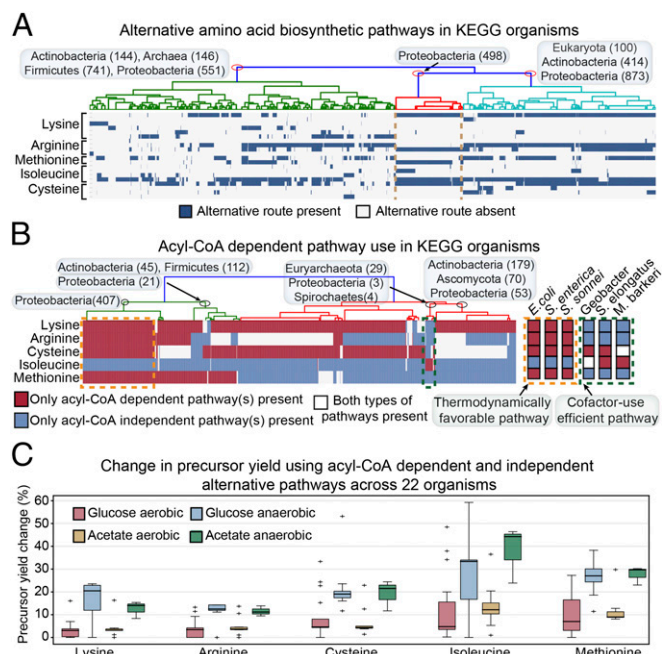 A
Alternative amino acid biosynthetic pathways in KEGG organisms
Actinobacteria (144), Archaea (146)
Firmicutes (741), Proteobacteria (551)
Proteobacteria (498)
Eukaryota (100)
Actinobacteria (414)
Proteobacteria (873)
Lysine
Arginine
Methionine
Isoleucine
Cysteine
Alternative route present
Alternative route absent
B
Acyl-CoA dependent pathway use in KEGG organisms
Actinobacteria (45), Firmicutes (112)
Proteobacteria (21)
Proteobacteria(407)
Euryarchaeota (29)
Proteobacteria (3)
Spirochaetes(4)
Actinobacteria (179)
Ascomycota (70)
Proteobacteria (53)
E. coli
S. enterica
S. sonnei
Geobacter
S. elongatus
M. barkeri
Lysine
Arginine
Cysteine
Isoleucine
Methionine
Only acyl-CoA dependent pathway(s) present
Only acyl-CoA independent pathway(s) present
Both types of
pathways present
Thermodynamically
favorable pathway
Cofactor-use
efficient pathway
C
Change in precursor yield using acyl-CoA dependent and independent
alternative pathways across 22 organisms
Precursor yield change (%)
60
50
40
30
20
10
0
Glucose aerobic
Glucose anaerobic
Acetate aerobic
Acetate anaerobic
Lysine
Arginine
Cysteine
Isoleucine
Methionine